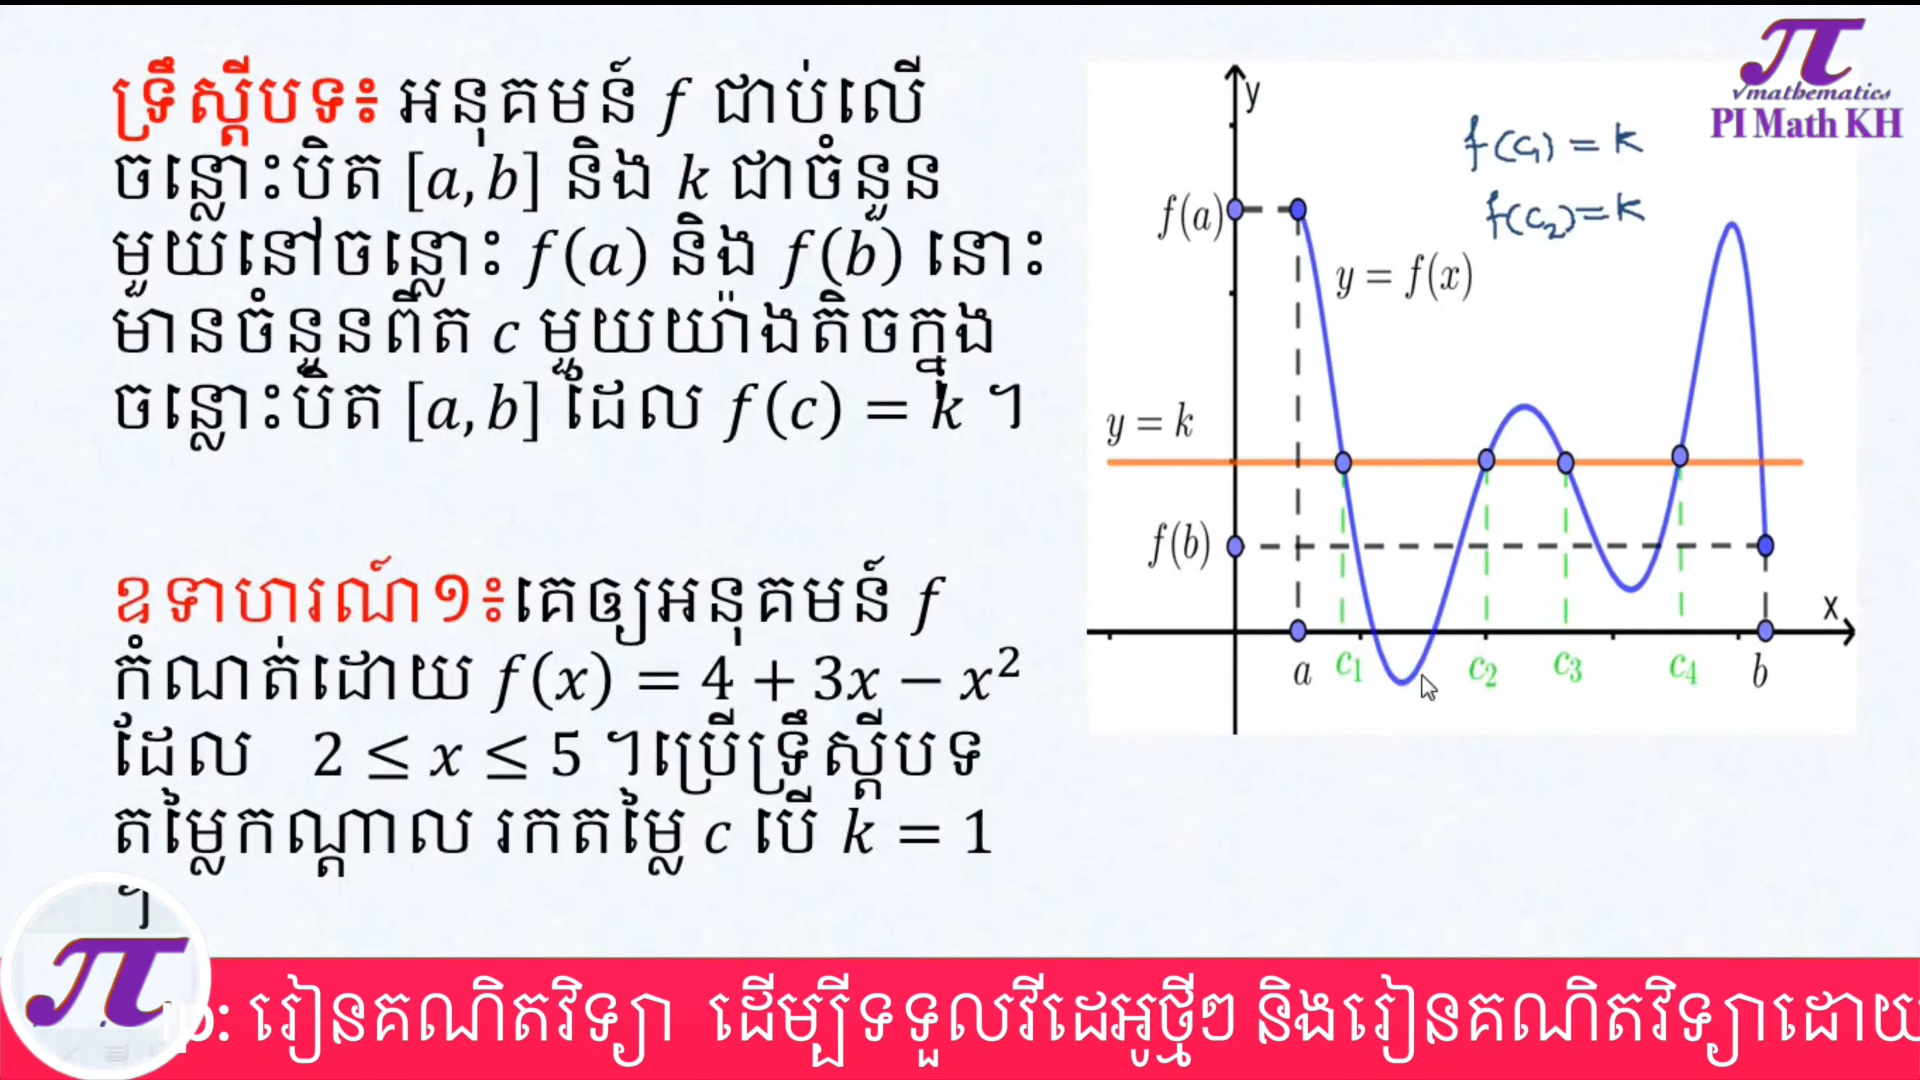 ទ្រឹស្តីបទ៖ អនុគមន៍ f ជាប់លើ
ចន្លោះបិត [a, b] និង k ជាចំនួន
មួយនៅចន្លោះ f(a) និង f(b) នោះ
មានចំនួនពិត c មួយយ៉ាងតិចក្នុង
ចន្លោះបិត [a, b] ដែល f(c) = k ។
ឧទាហរណ៍១៖គេឲ្យអនុគមន៍ f
កំណត់ដោយ f(x) = 4 + 3x − x²
ដែល 2 ≤ x ≤ 5 ។ប្រើទ្រឹស្តីបទ
តម្លៃកណ្តាល រកតម្លៃ c បើ k = 1
។
y
f(c₁) = k
f(c₂) = k
f(a)
y = f(x)
y = k
f(b)
x
a c₁ c₂ c₃ c₄ b
π
√mathematics
PI Math KH
π
រៀនគណិតវិទ្យា ដើម្បីទទួលវីដេអូថ្មីៗ និងរៀនគណិតវិទ្យាដោយ